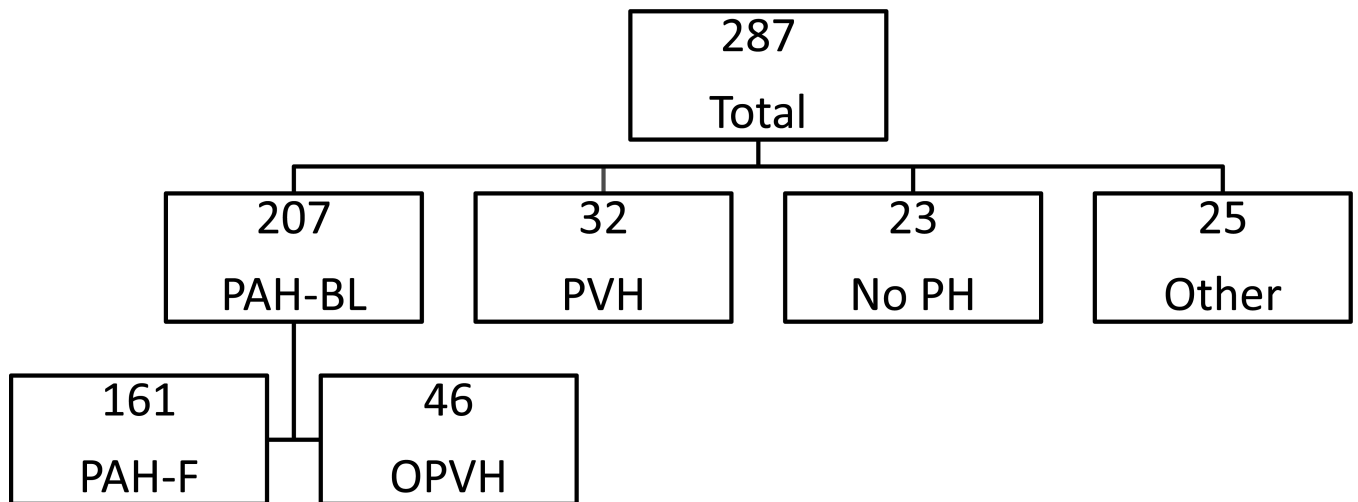 287
Total
207
PAH-BL
32
PVH
23
No PH
25
Other
161
PAH-F
46
OPVH